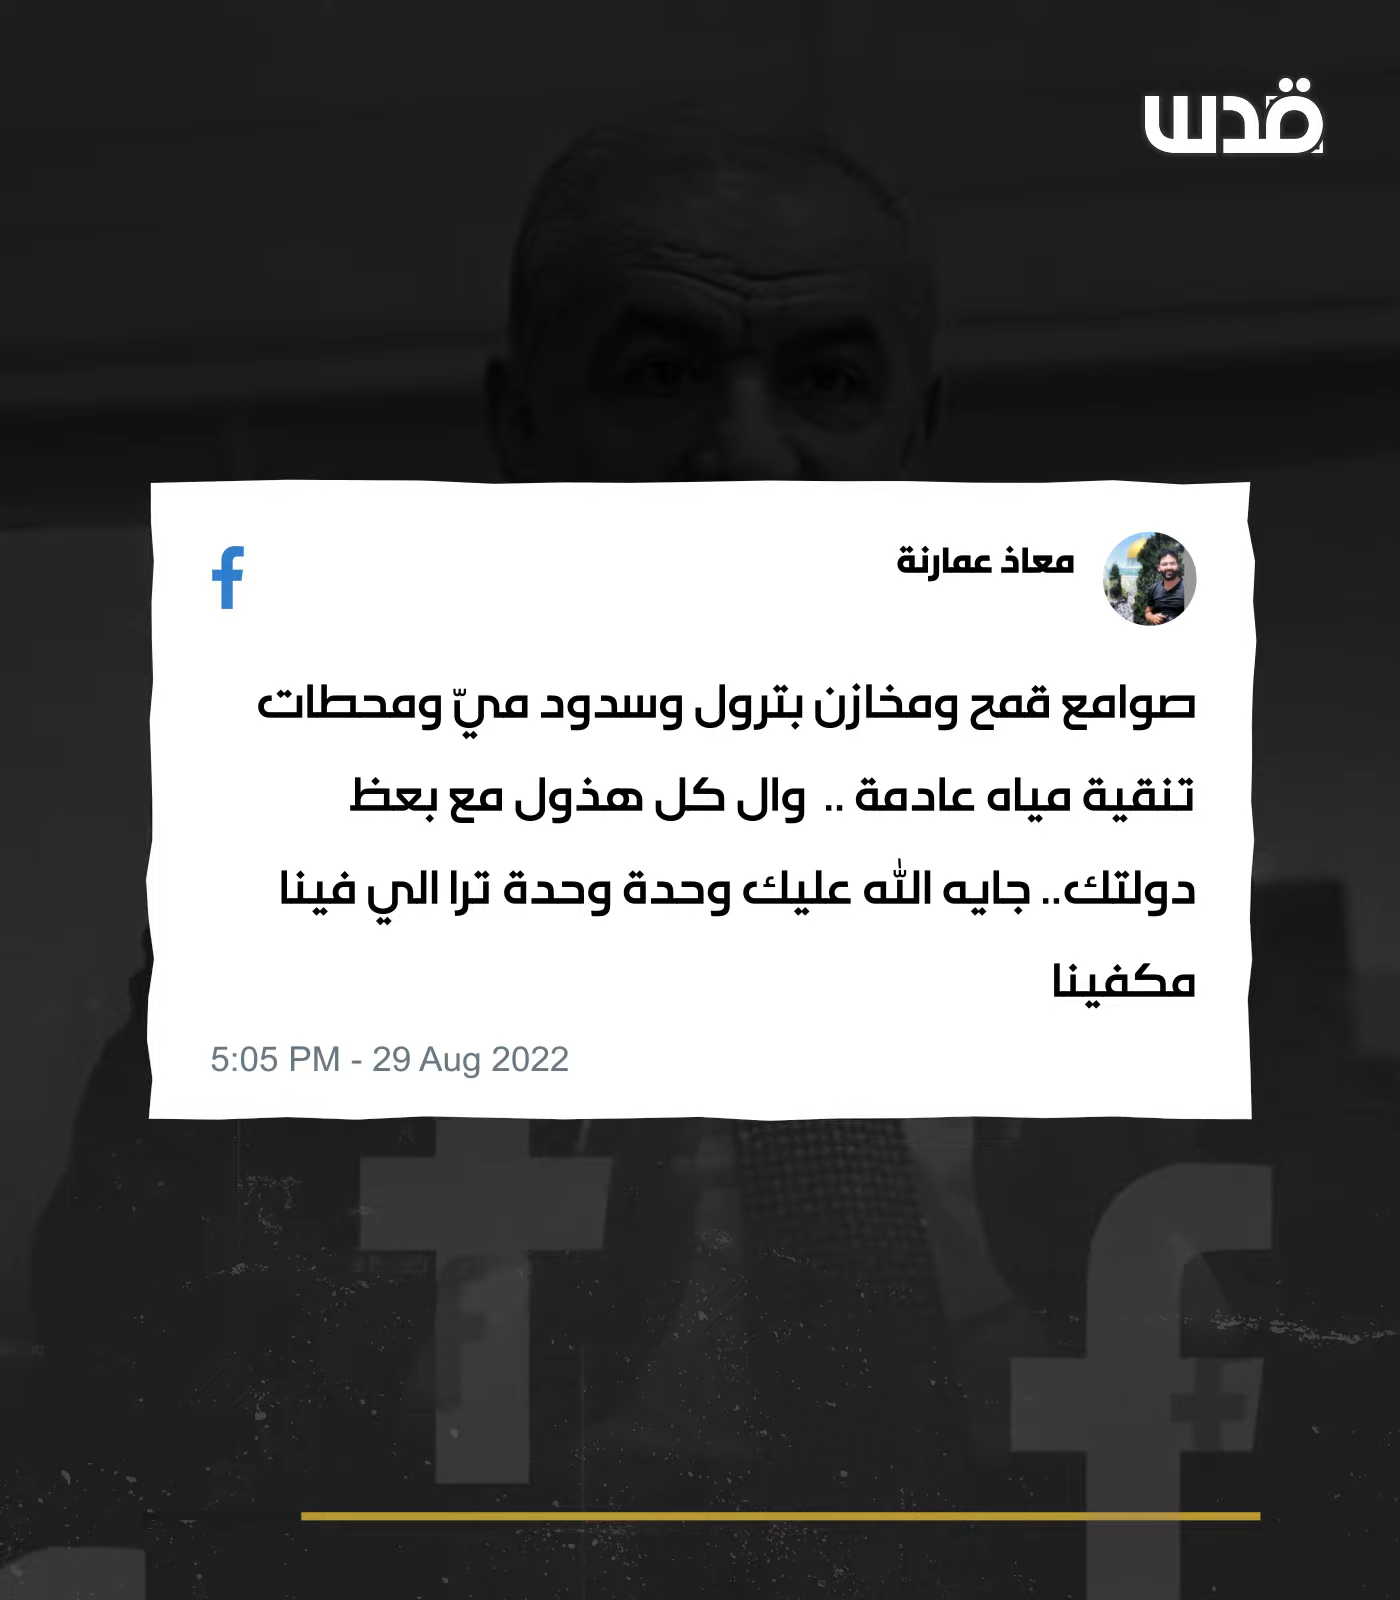 قدس
معاذ عمارنة
صوامع قمح ومخازن بترول وسدود ميّ ومحطات
تنقية مياه عادمة .. وال كل هذول مع بعظ
دولتك.. جايه الله عليك وحدة وحدة ترا الي فينا
مكفينا
5:05 PM - 29 Aug 2022